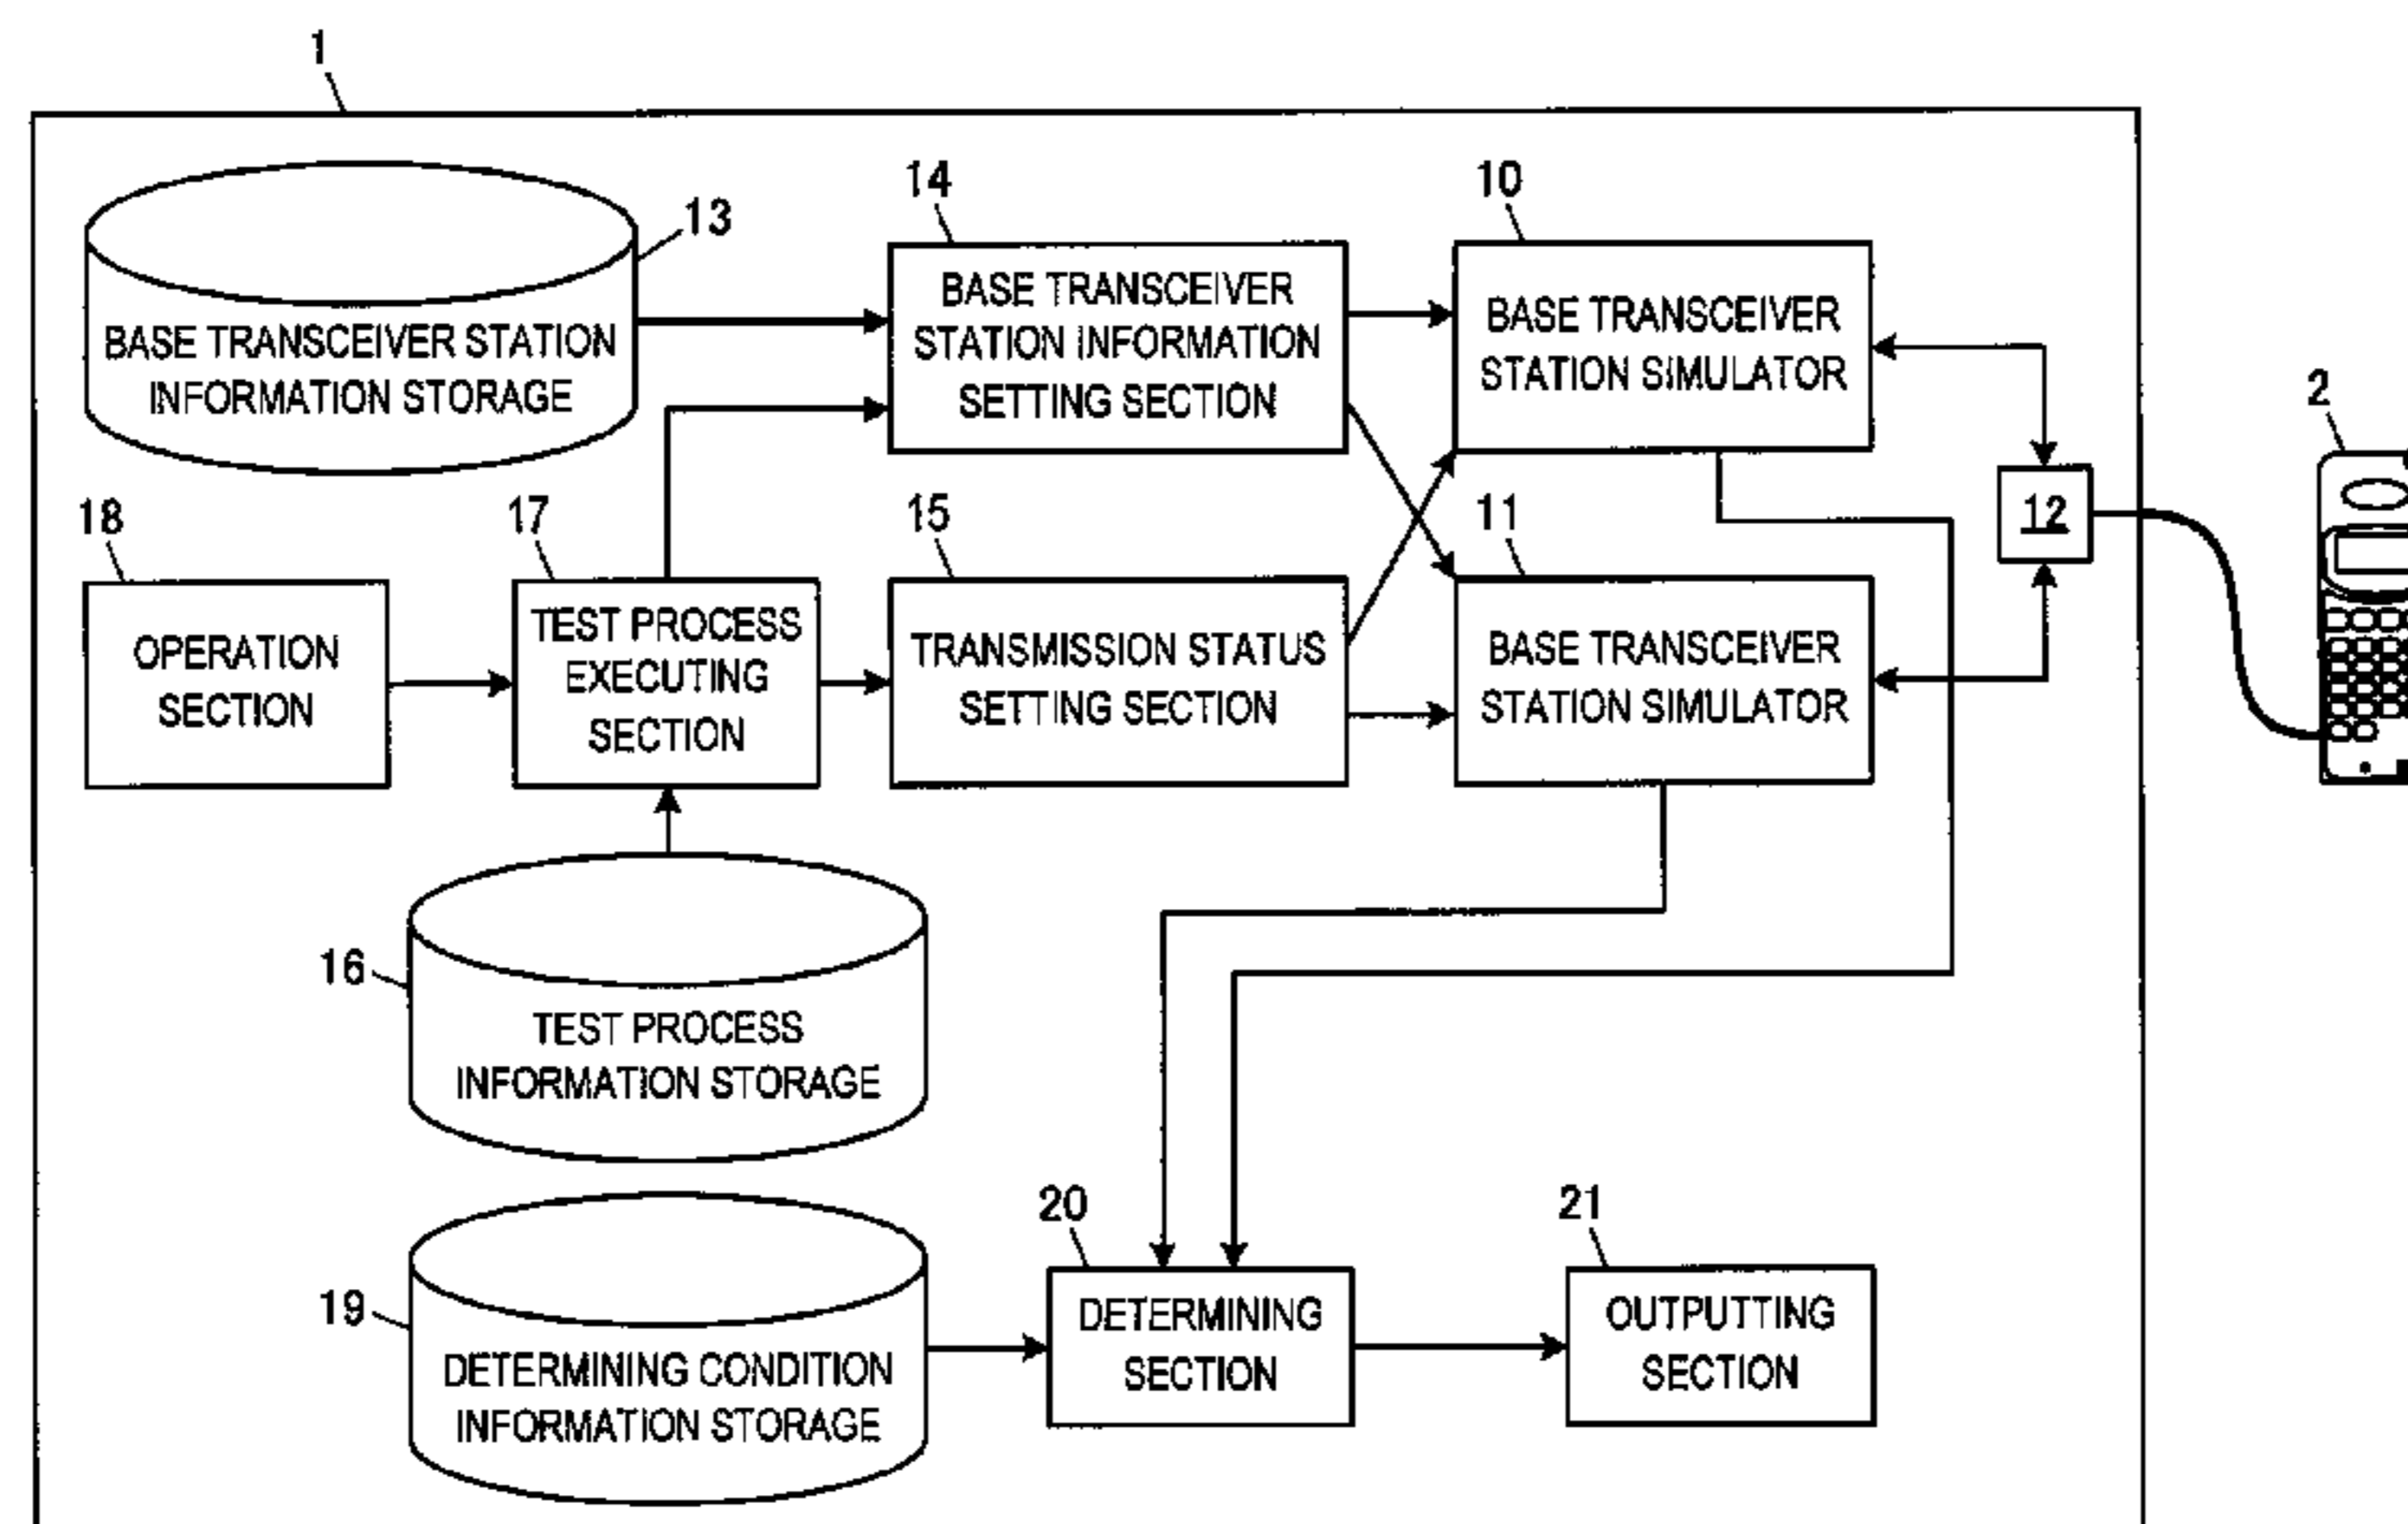 1
13
BASE TRANSCEIVER STATION
INFORMATION STORAGE
14
BASE TRANSCEIVER
STATION INFORMATION
SETTING SECTION
10
BASE TRANSCEIVER
STATION SIMULATOR
2
12
18
OPERATION
SECTION
17
TEST PROCESS
EXECUTING
SECTION
15
TRANSMISSION STATUS
SETTING SECTION
11
BASE TRANSCEIVER
STATION SIMULATOR
16
TEST PROCESS
INFORMATION STORAGE
19
DETERMINING CONDITION
INFORMATION STORAGE
20
DETERMINING
SECTION
21
OUTPUTTING
SECTION